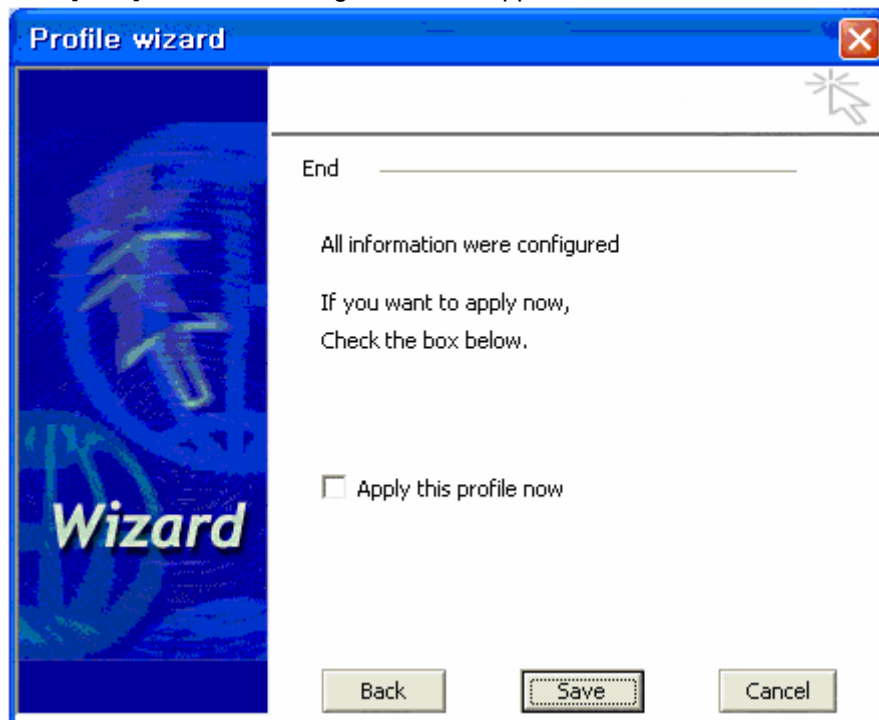 Profile wizard
End
All information were configured
If you want to apply now,
Check the box below.
Apply this profile now
Wizard
Back Save Cancel